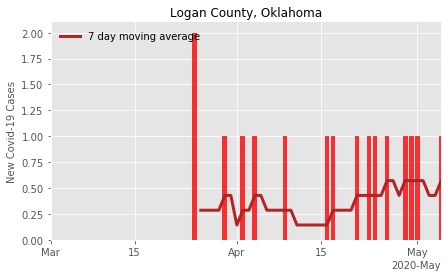 Logan County, Oklahoma
7 day moving average
New Covid-19 Cases
2.00
1.75
1.50
1.25
1.00
0.75
0.50
0.25
0.00
Mar 15 Apr 15 May
2020-May